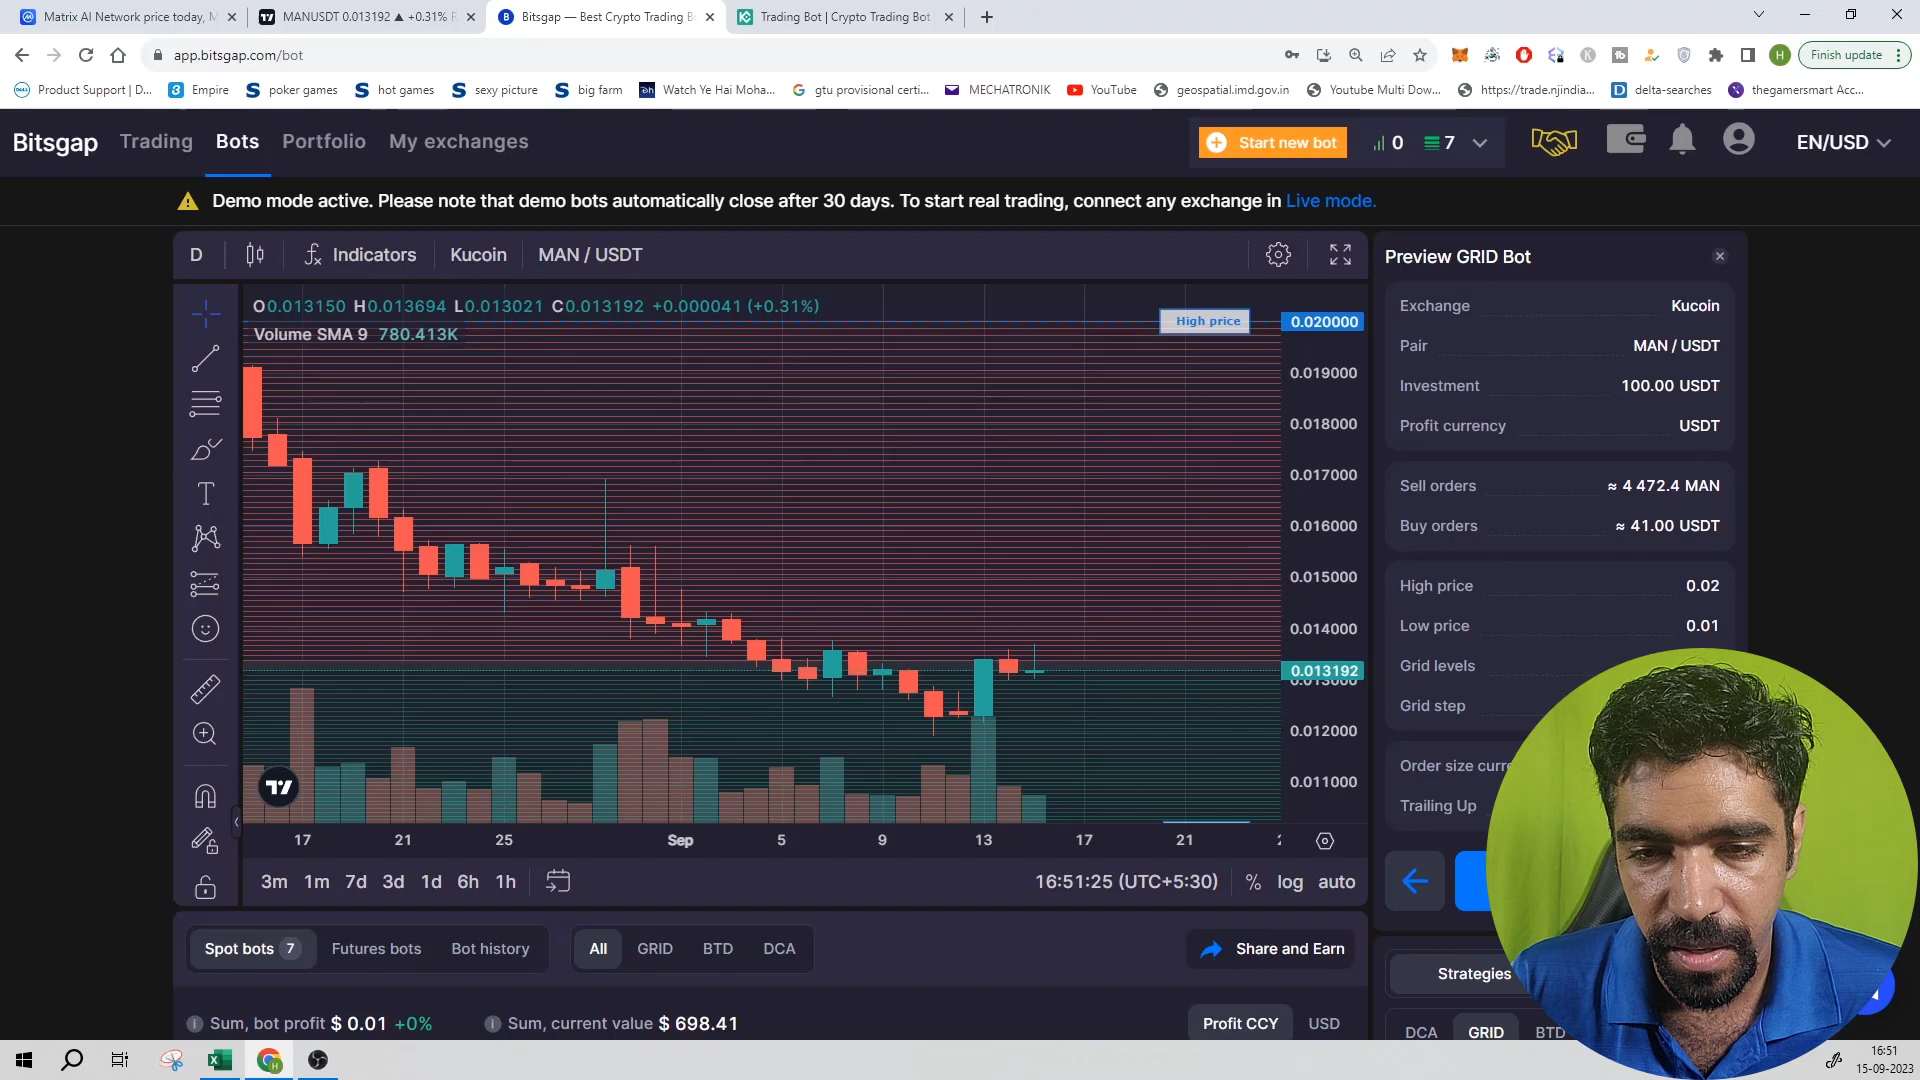 Matrix AI Network price today, M
MANUSDT 0.013192 ▲ +0.31%
Bitsgap — Best Crypto Trading B
Trading Bot | Crypto Trading Bot
app.bitsgap.com/bot
Finish update
Product Support | D...
Empire
poker games
hot games
sexy picture
big farm
Watch Ye Hai Moha...
gtu provisional certi...
MECHATRONIK
YouTube
geospatial.imd.gov.in
Youtube Multi Dow...
https://trade.njindia...
delta-searches
thegamersmart Acc...
Bitsgap
Trading
Bots
Portfolio
My exchanges
Start new bot
0
7
EN/USD
Demo mode active. Please note that demo bots automatically close after 30 days. To start real trading, connect any exchange in Live mode.
D
Indicators
Kucoin
MAN / USDT
O0.013150 H0.013694 L0.013021 C0.013192 +0.000041 (+0.31%)
Volume SMA 9 780.413K
High price
0.020000
0.019000
0.018000
0.017000
0.016000
0.015000
0.014000
0.013192
0.013000
0.012000
0.011000
17
21
25
Sep
5
9
13
17
21
3m
1m
7d
3d
1d
6h
1h
16:51:25 (UTC+5:30)
%
log
auto
Preview GRID Bot
Exchange Kucoin
Pair MAN / USDT
Investment 100.00 USDT
Profit currency USDT
Sell orders ≈ 4 472.4 MAN
Buy orders ≈ 41.00 USDT
High price 0.02
Low price 0.01
Grid levels
Grid step
Order size curr
Trailing Up
Spot bots 7
Futures bots
Bot history
All
GRID
BTD
DCA
Share and Earn
Sum, bot profit $ 0.01 +0%
Sum, current value $ 698.41
Profit CCY
USD
Strategies
DCA
GRID
BTD
16:51
15-09-2023